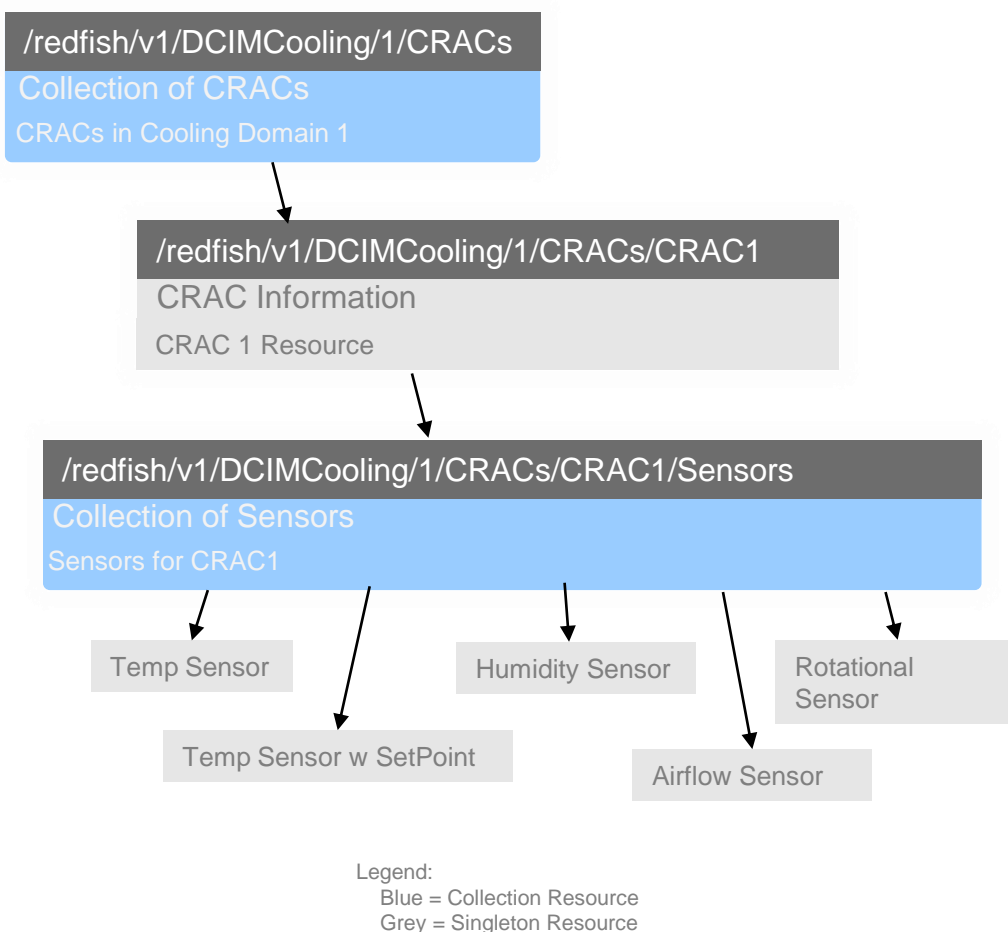 /redfish/v1/DCIMCooling/1/CRACs
Collection of CRACs
CRACs in Cooling Domain 1
/redfish/v1/DCIMCooling/1/CRACs/CRAC1
CRAC Information
CRAC 1 Resource
/redfish/v1/DCIMCooling/1/CRACs/CRAC1/Sensors
Collection of Sensors
Sensors for CRAC1
Temp Sensor
Humidity Sensor
Rotational
Sensor
Temp Sensor w SetPoint
Airflow Sensor
Legend:
Blue = Collection Resource
Grey = Singleton Resource